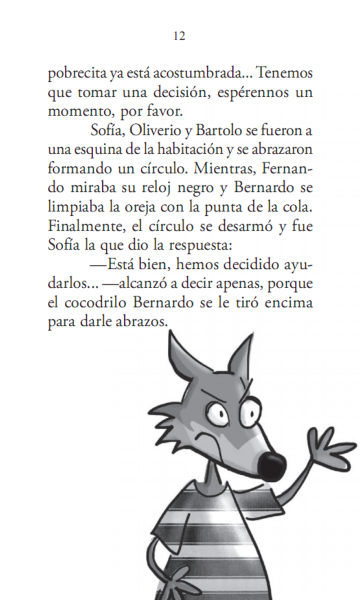 12
pobrecita ya está acostumbrada... Tenemos
que tomar una decisión, espérennos un
momento, por favor.
Sofía, Oliverio y Bartolo se fueron a
una esquina de la habitación y se abrazaron
formando un círculo. Mientras, Fernan-
do miraba su reloj negro y Bernardo se
limpiaba la oreja con la punta de la cola.
Finalmente, el círculo se desarmó y fue
Sofía la que dio la respuesta:
—Está bien, hemos decidido ayu-
darlos... —alcanzó a decir apenas, porque
el cocodrilo Bernardo se le tiró encima
para darle abrazos.